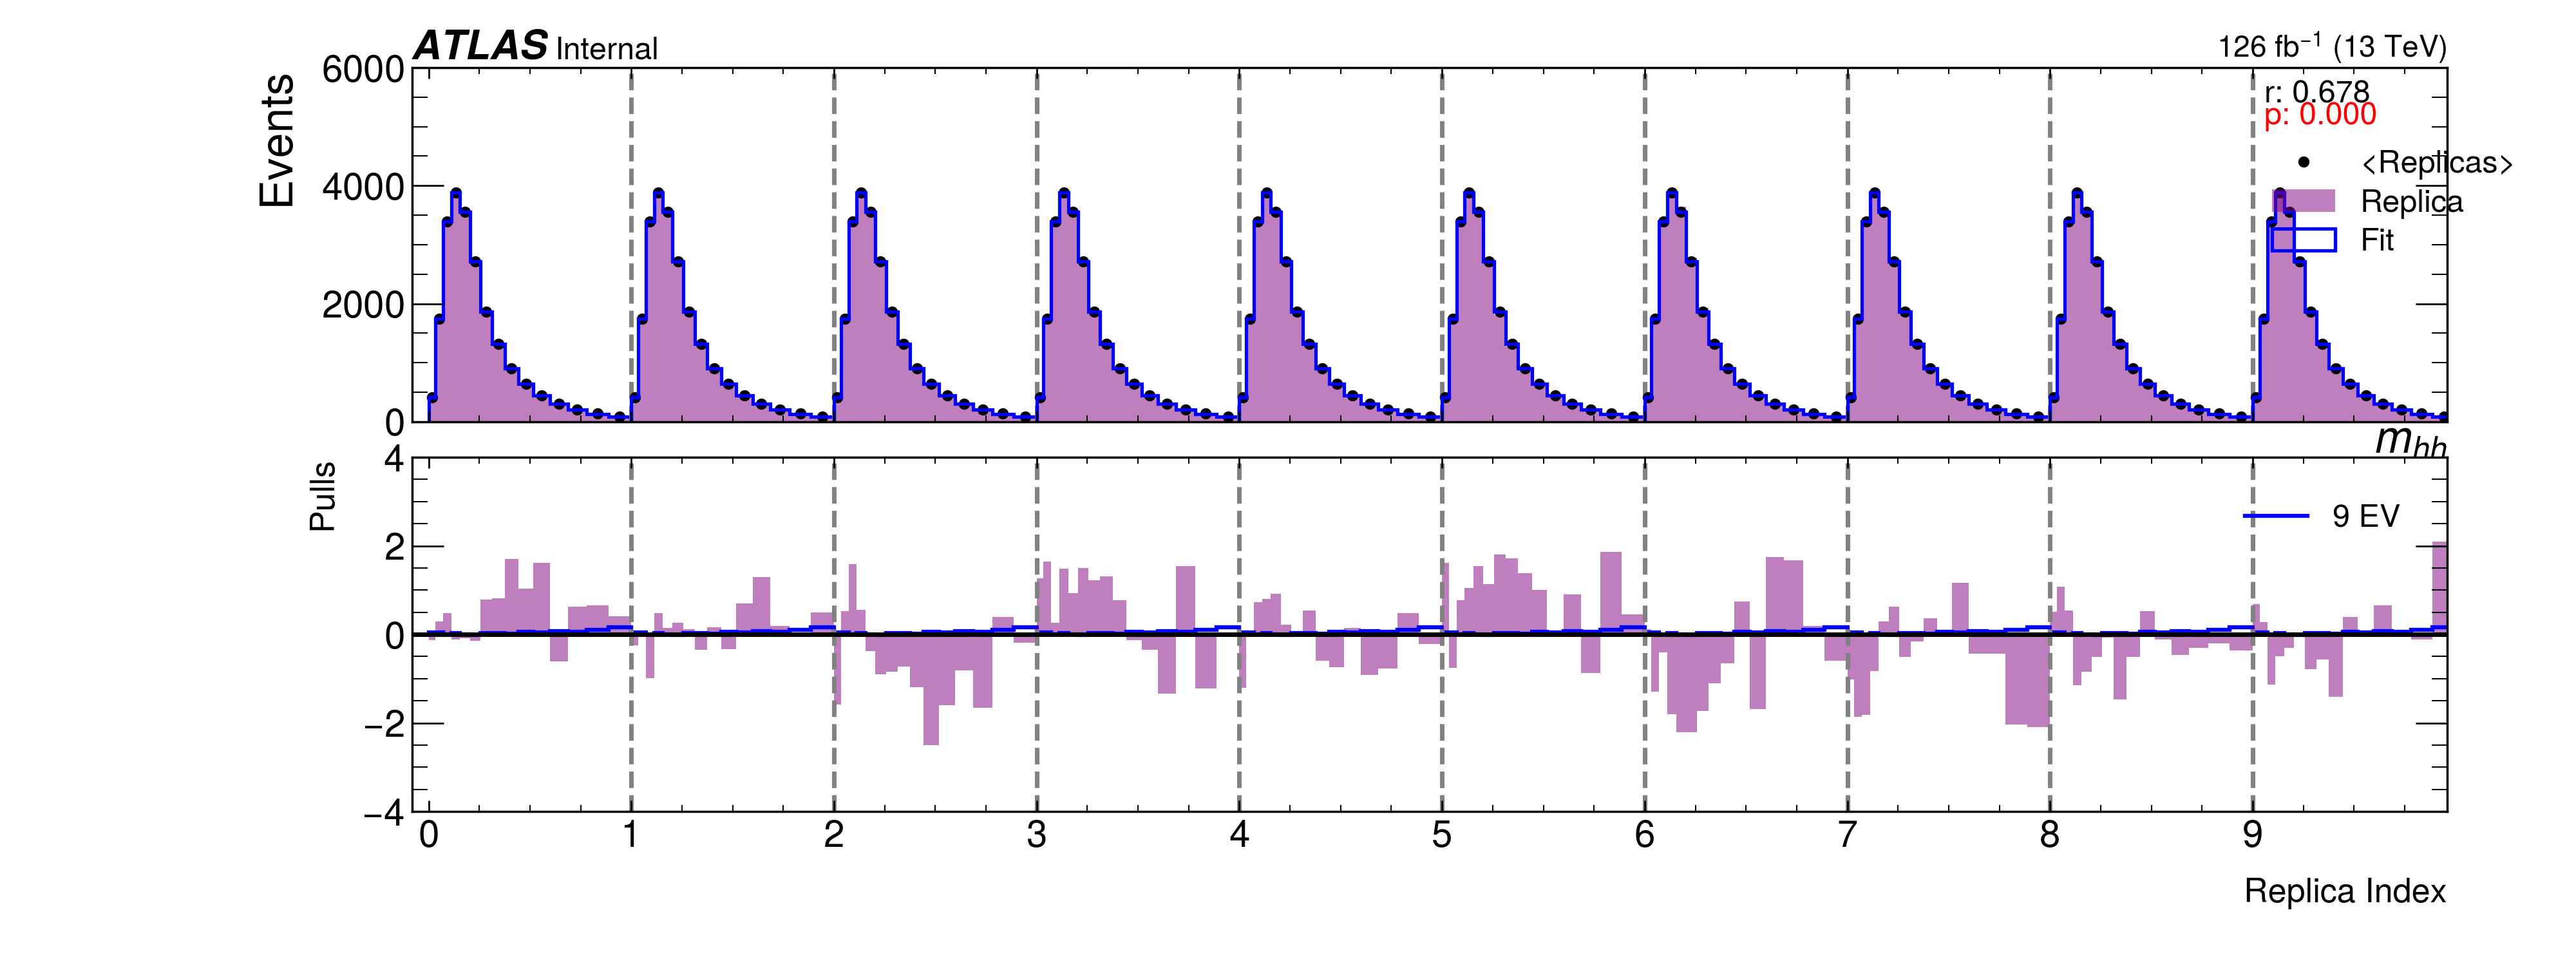 ATLAS Internal
126 fb⁻¹ (13 TeV)
Events
6000
4000
2000
0
r: 0.678
p: 0.000
<Replicas>
Replica
Fit
m_hh
Pulls
4
2
0
−2
−4
9 EV
0 1 2 3 4 5 6 7 8 9
Replica Index